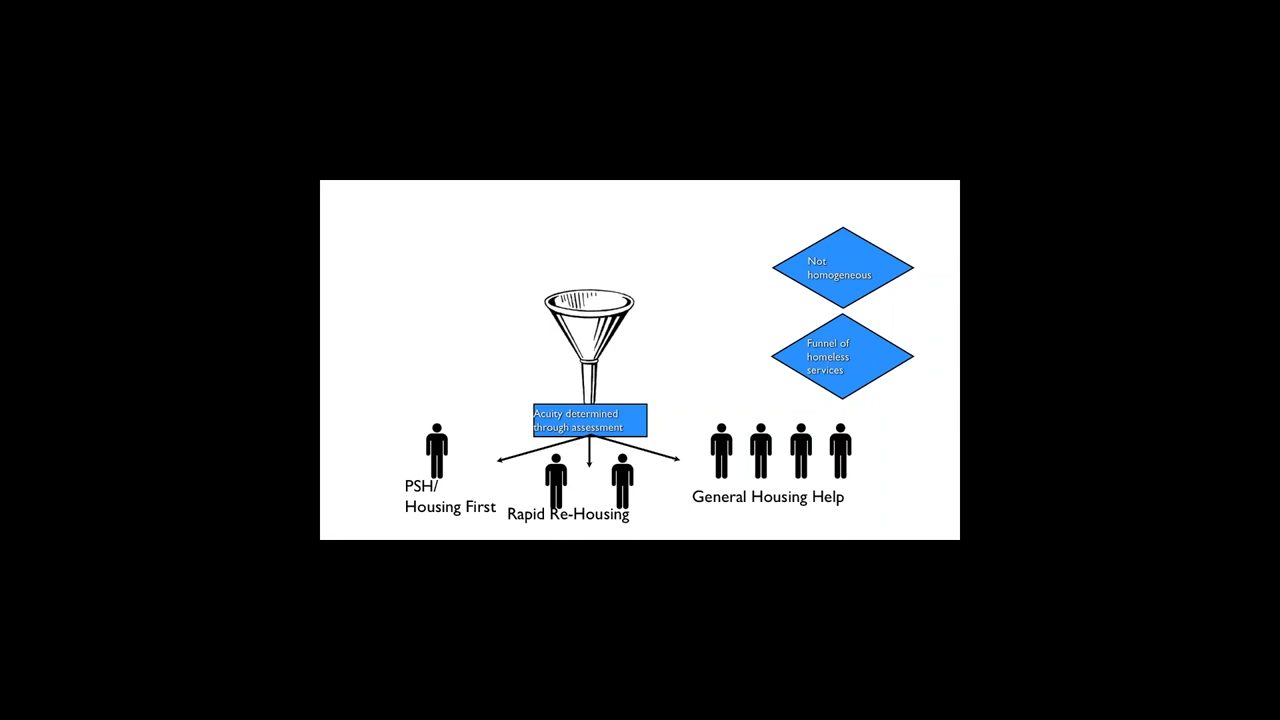 Not
homogeneous
Funnel of
homeless
services
Acuity determined
through assessment
PSH/
Housing First
Rapid Re-Housing
General Housing Help